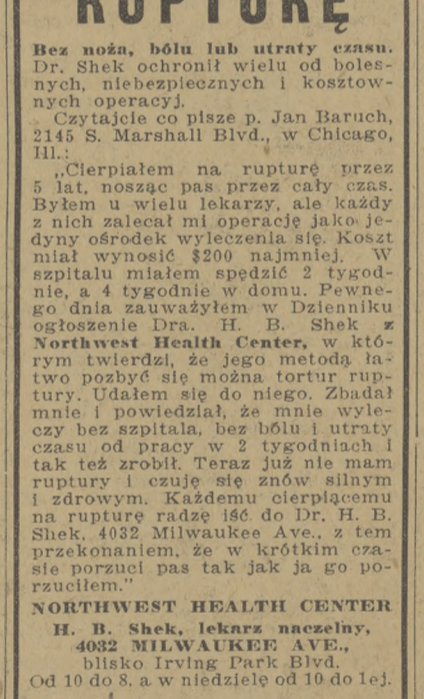 RUPTURĘ
Bez noża, bólu lub utraty czasu.
Dr. Shek ochronił wielu od boles-
nych, niebezpiecznych i kosztow-
nych operacyj.
Czytajcie co pisze p. Jan Baruch,
2145 S. Marshall Blvd., w Chicago,
Ill.:
„Cierpiałem na rupturę przez
5 lat, nosząc pas przez cały czas.
Byłem u wielu lekarzy, ale każdy
z nich zalecał mi operację jako je-
dyny ośrodek wyleczenia się. Koszt
miał wynosić $200 najmniej. W
szpitalu miałem spędzić 2 tygod-
nie, a 4 tygodnie w domu. Pewne-
go dnia zauważyłem w Dzienniku
ogłoszenie Dra. H. B. Shek z
Northwest Health Center, w któ-
rym twierdzi, że jego metodą ła-
two pozbyć się można tortur rup-
tury. Udałem się do niego. Zbadał
mnie i powiedział, że mnie wyle-
czy bez szpitala, bez bólu i utraty
czasu od pracy w 2 tygodniach i
tak też zrobił. Teraz już nie mam
ruptury i czuję się znów silnym
i zdrowym. Każdemu cierpiącemu
na rupturę radzę iść do Dr. H. B.
Shek, 4032 Milwaukee Ave., z tem
przekonaniem, że w krótkim cza-
sie porzuci pas tak jak ja go po-
rzuciłem."
NORTHWEST HEALTH CENTER
H. B. Shek, lekarz naczelny,
4032 MILWAUKEE AVE.,
blisko Irving Park Blvd.
Od 10 do 8, a w niedzielę od 10 do 1ej.